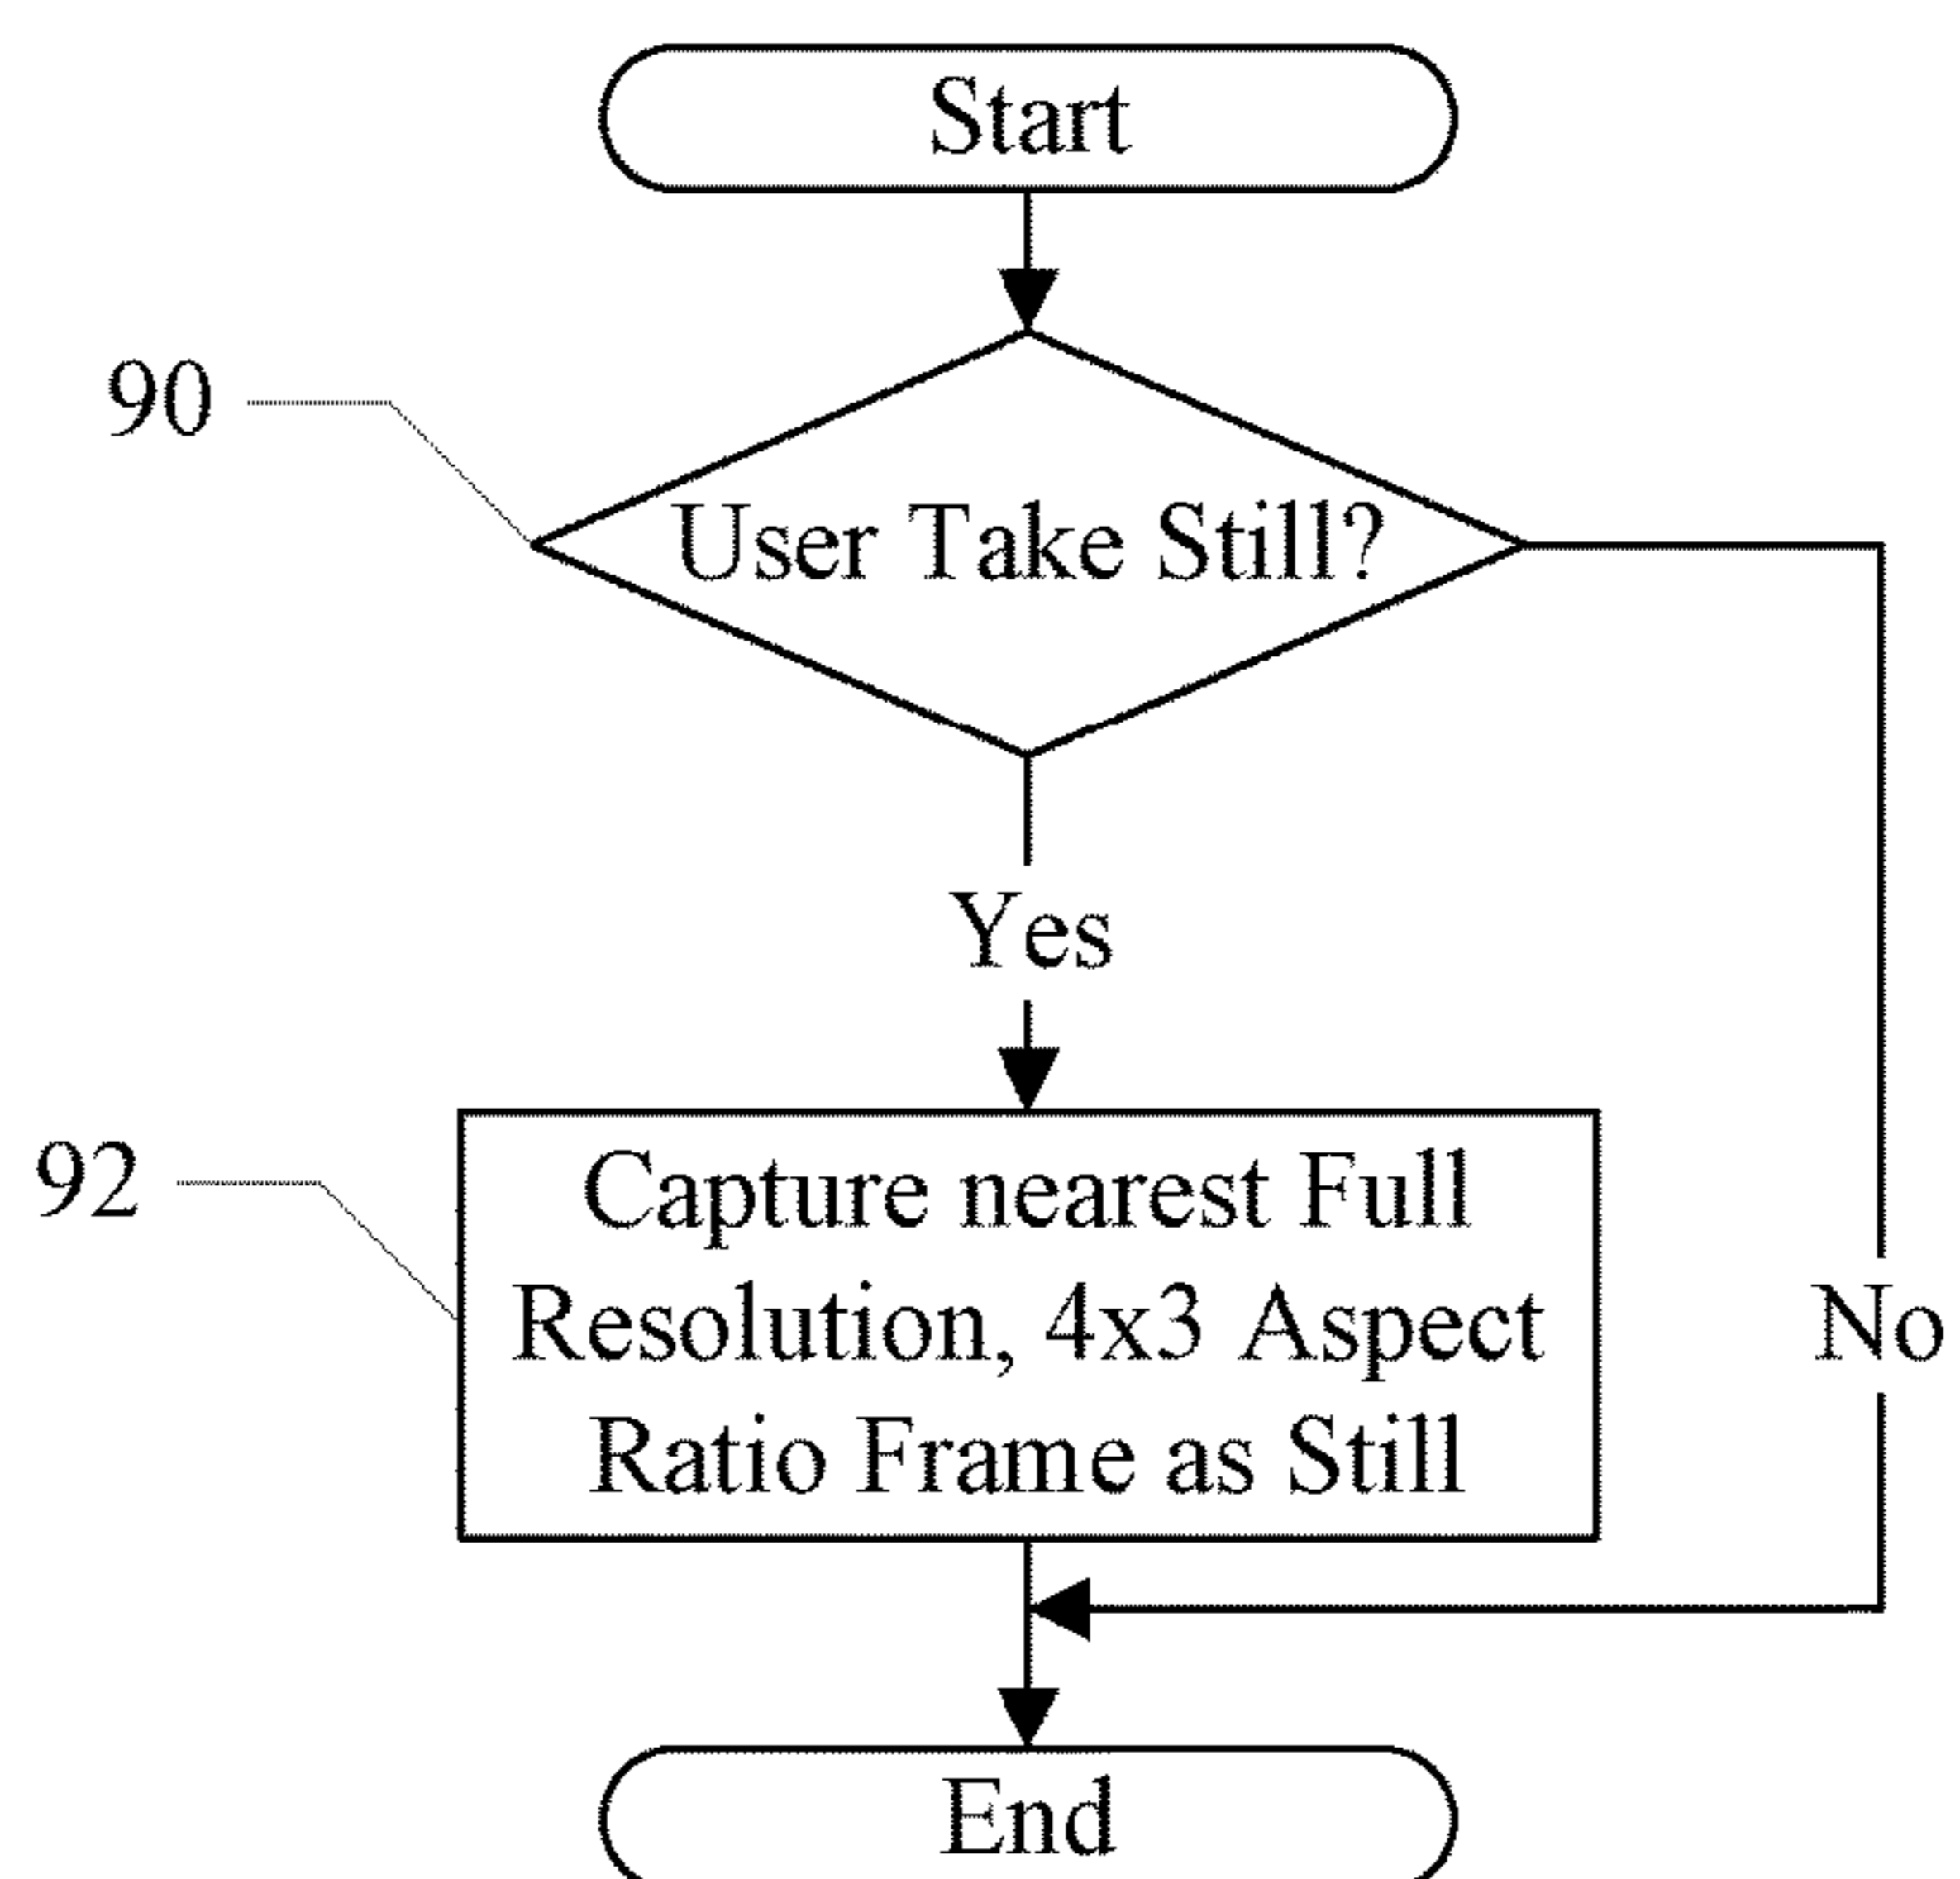 Start
90
User Take Still?
Yes
92
Capture nearest Full
Resolution, 4x3 Aspect
Ratio Frame as Still
No
End